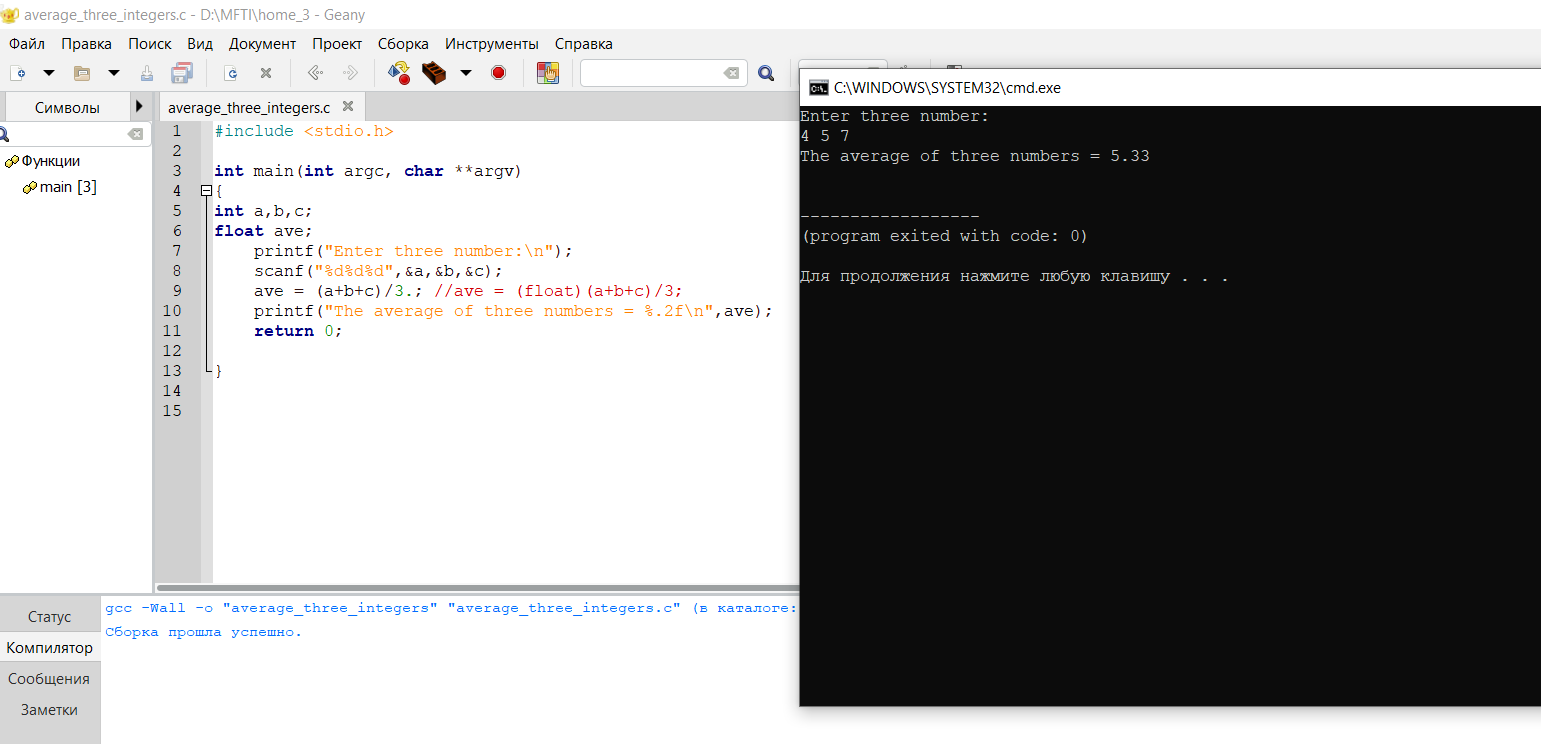 average_three_integers.c - D:\MFTI\home_3 - Geany
Файл Правка Поиск Вид Документ Проект Сборка Инструменты Справка
Символы
average_three_integers.c
Функции
main [3]
1 #include <stdio.h>
2
3 int main(int argc, char **argv)
4 {
5 int a,b,c;
6 float ave;
7 printf("Enter three number:\n");
8 scanf("%d%d%d",&a,&b,&c);
9 ave = (a+b+c)/3.; //ave = (float)(a+b+c)/3;
10 printf("The average of three numbers = %.2f\n",ave);
11 return 0;
12
13 }
14
15
C:\WINDOWS\SYSTEM32\cmd.exe
Enter three number:
4 5 7
The average of three numbers = 5.33
------------------
(program exited with code: 0)
Для продолжения нажмите любую клавишу . . .
Статус
Компилятор
Сообщения
Заметки
gcc -Wall -o "average_three_integers" "average_three_integers.c" (в каталоге:
Сборка прошла успешно.